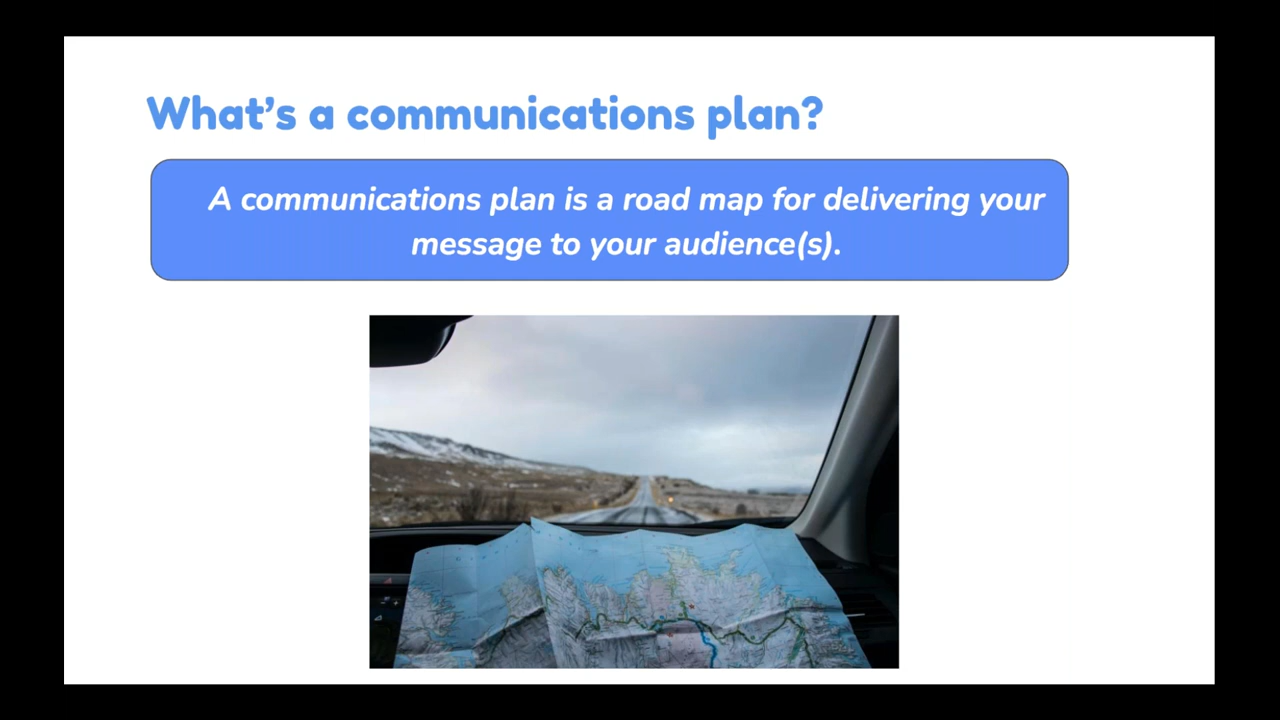 What’s a communications plan?
A communications plan is a road map for delivering your
message to your audience(s).